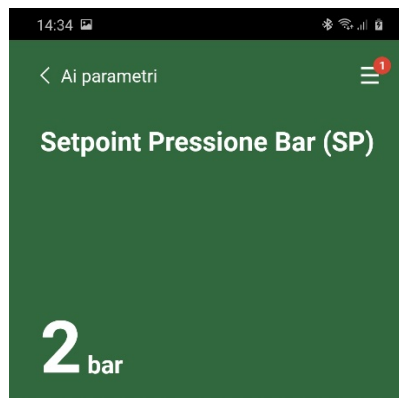 14:34
< Ai parametri
1
Setpoint Pressione Bar (SP)
2 bar